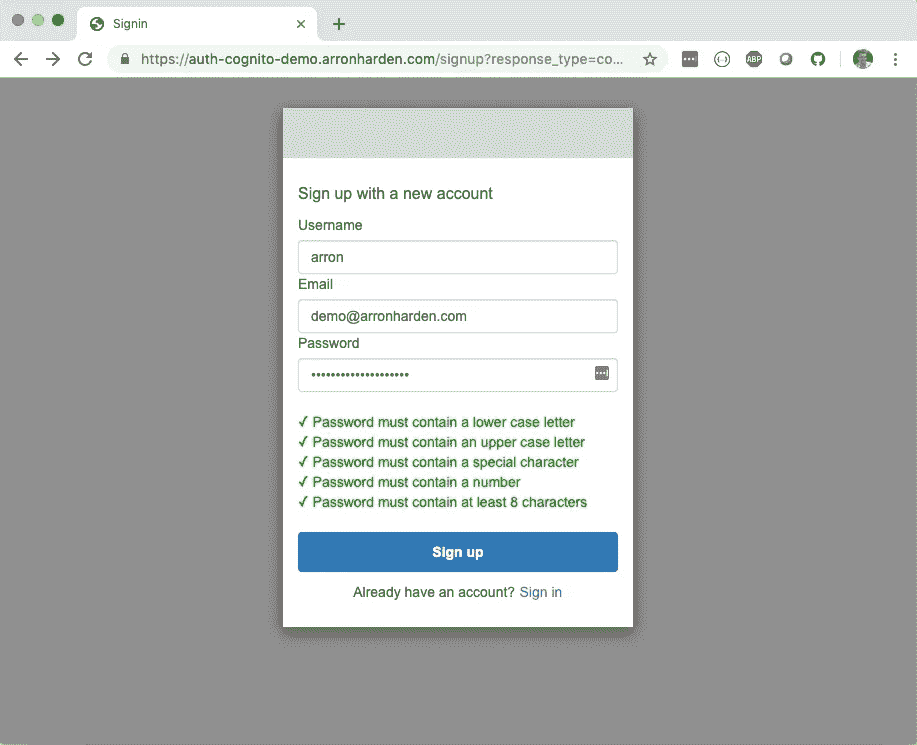 Signin
https://auth-cognito-demo.arronharden.com/signup?response_type=co...
ABP
Sign up with a new account
Username
arron
Email
demo@arronharden.com
Password
••••••••••••••••••••
✓ Password must contain a lower case letter
✓ Password must contain an upper case letter
✓ Password must contain a special character
✓ Password must contain a number
✓ Password must contain at least 8 characters
Sign up
Already have an account? Sign in